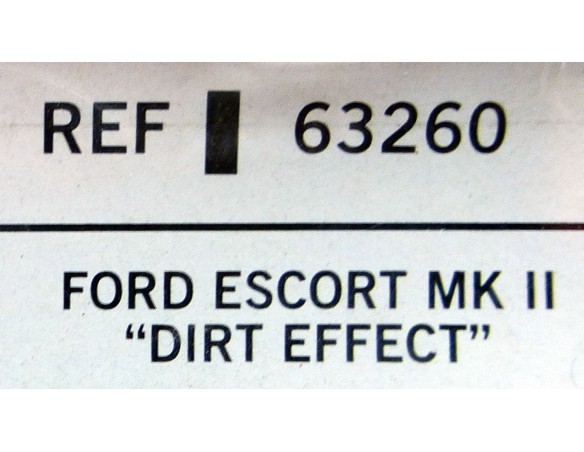 REF 63260
FORD ESCORT MK II
“DIRT EFFECT”